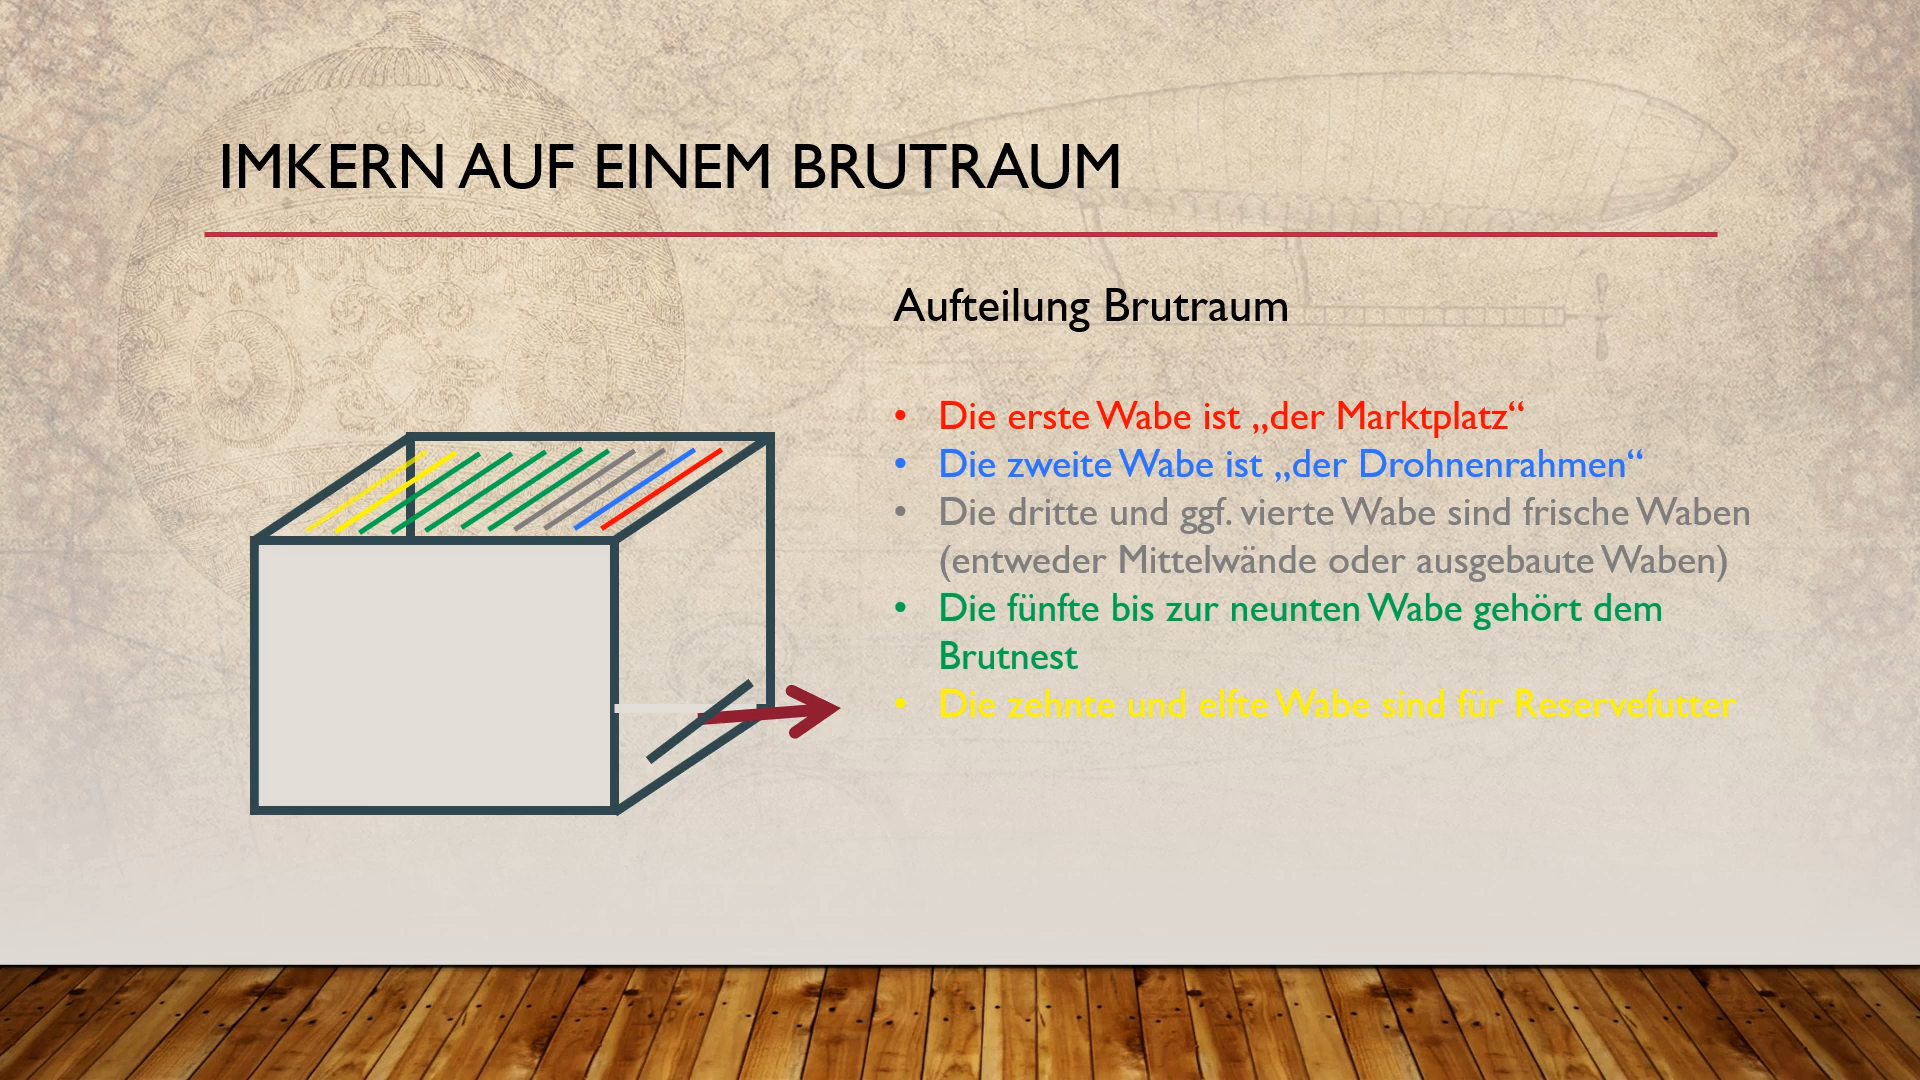 IMKERN AUF EINEM BRUTRAUM
Aufteilung Brutraum
• Die erste Wabe ist „der Marktplatz“
• Die zweite Wabe ist „der Drohnenrahmen“
• Die dritte und ggf. vierte Wabe sind frische Waben
(entweder Mittelwände oder ausgebaute Waben)
• Die fünfte bis zur neunten Wabe gehört dem
Brutnest
• Die zehnte und elfte Wabe sind für Reservefutter